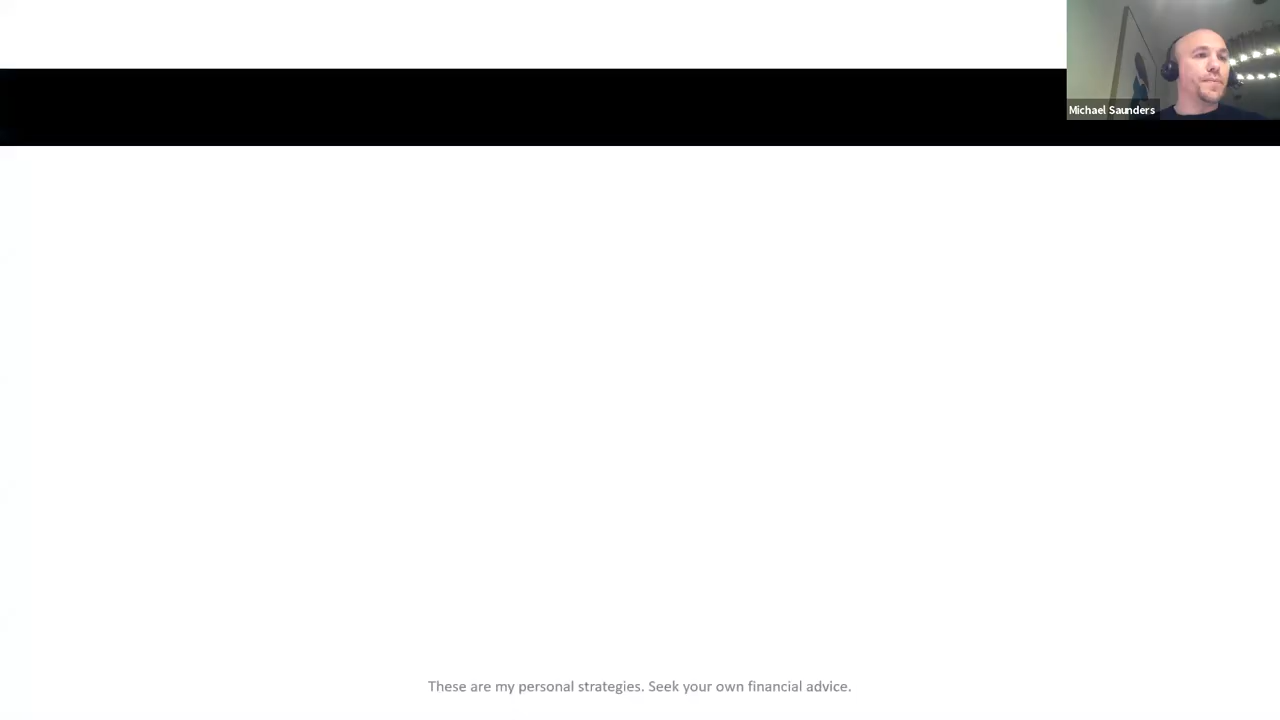 Michael Saunders
These are my personal strategies. Seek your own financial advice.